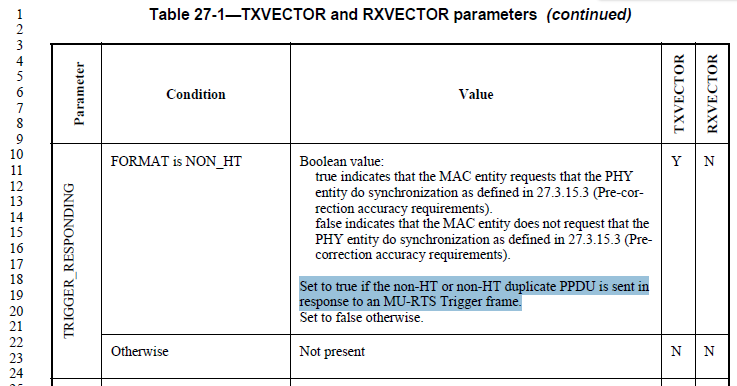 Table 27-1—TXVECTOR and RXVECTOR parameters (continued)
1
2
3
4
5
6
7
8
9
10
11
12
13
14
15
16
17
18
19
20
21
22
23
24
Parameter
Condition
Value
TXVECTOR
RXVECTOR
TRIGGER_RESPONDING
FORMAT is NON_HT
Boolean value:
true indicates that the MAC entity requests that the PHY
entity do synchronization as defined in 27.3.15.3 (Pre-cor-
rection accuracy requirements).
false indicates that the MAC entity does not request that the
PHY entity do synchronization as defined in 27.3.15.3 (Pre-
correction accuracy requirements).
Set to true if the non-HT or non-HT duplicate PPDU is sent in
response to an MU-RTS Trigger frame.
Set to false otherwise.
Y
N
Otherwise
Not present
N
N